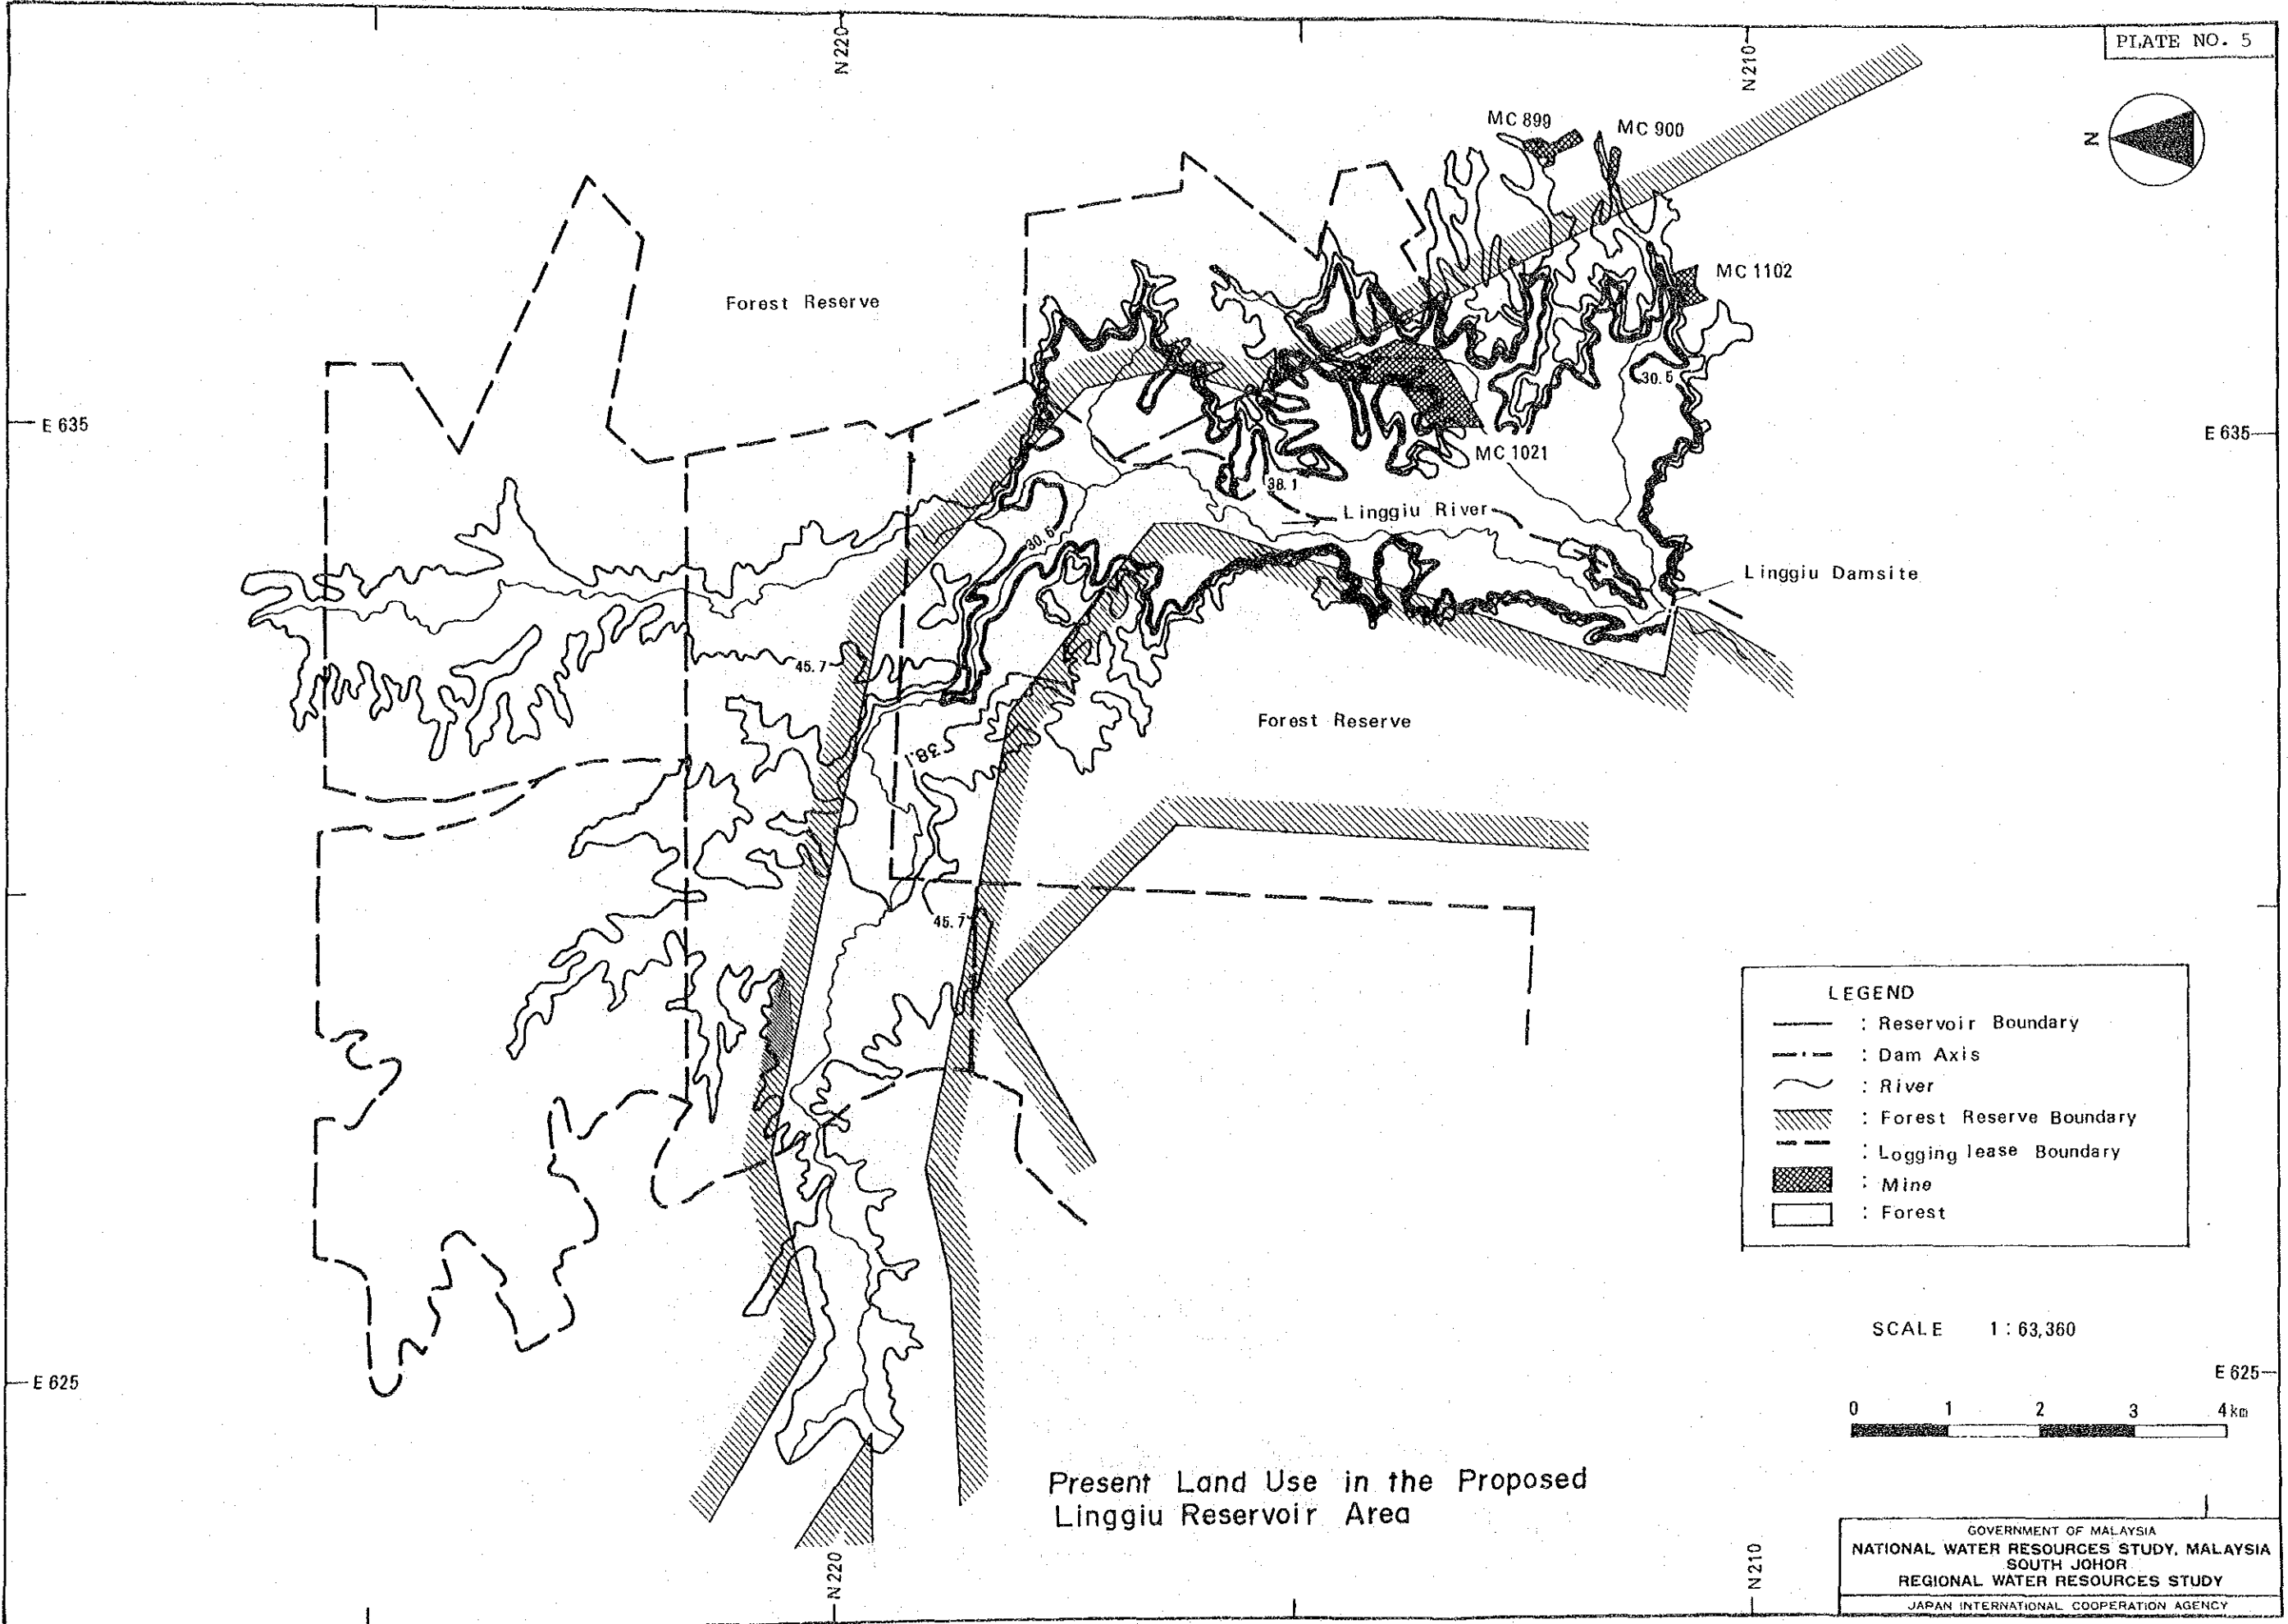 PLATE NO. 5
N 220
N 210
N
MC 899
MC 900
MC 1102
Forest Reserve
30.5
E 635
E 635
MC 1021
38.1
Linggiu River
30.5
Linggiu Damsite
45.7
Forest Reserve
38.1
45.7
LEGEND
: Reservoir Boundary
: Dam Axis
: River
: Forest Reserve Boundary
: Logging lease Boundary
: Mine
: Forest
SCALE 1 : 63,360
E 625
E 625
0 1 2 3 4 km
Present Land Use in the Proposed
Linggiu Reservoir Area
N 220
N 210
GOVERNMENT OF MALAYSIA
NATIONAL WATER RESOURCES STUDY, MALAYSIA
SOUTH JOHOR
REGIONAL WATER RESOURCES STUDY
JAPAN INTERNATIONAL COOPERATION AGENCY